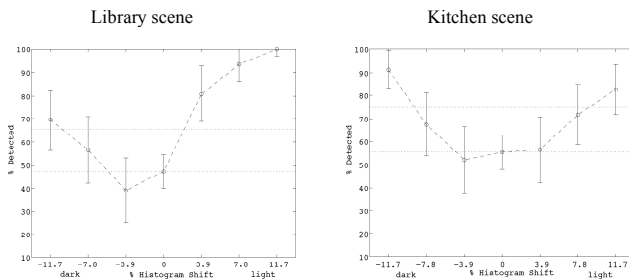 Library scene
Kitchen scene
100
90
80
70
60
50
40
30
20
10
% Detected
-11.7 -7.0 -3.9 0 3.9 7.0 11.7
dark % Histogram Shift light
100
90
80
70
60
50
40
30
20
10
% Detected
-11.7 -7.8 -3.9 0 3.9 7.8 11.7
dark % Histogram Shift light